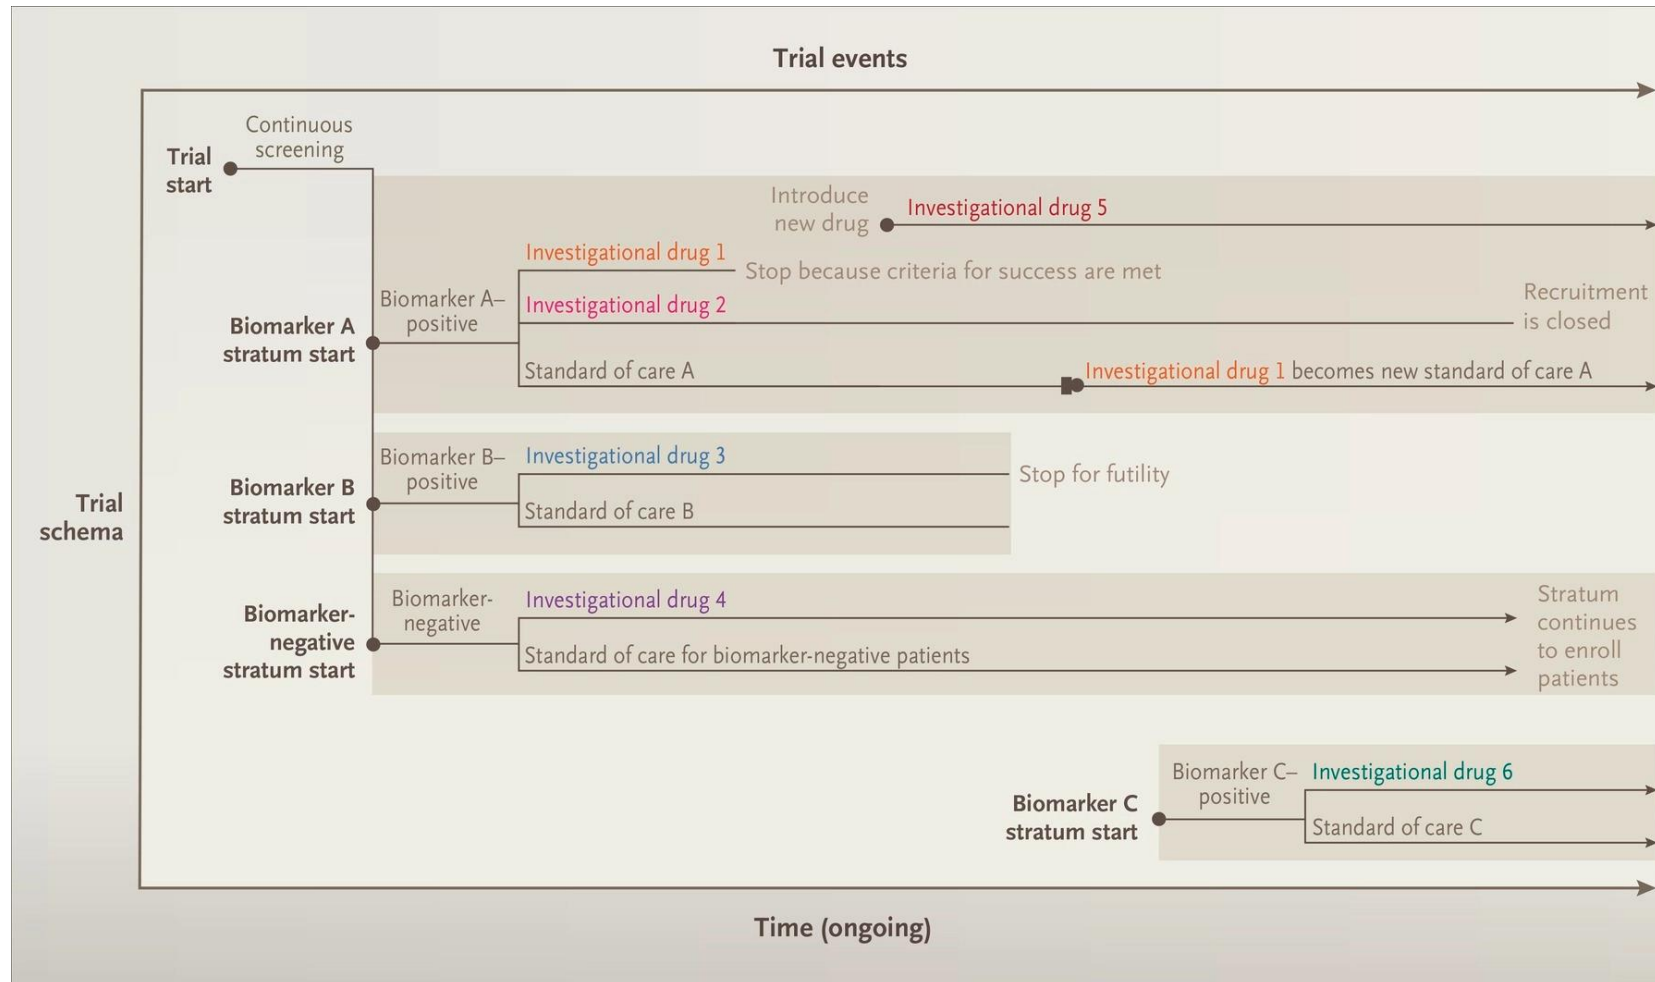 Trial events
Continuous
screening
Trial
start
Introduce
new drug
Investigational drug 5
Investigational drug 1
Stop because criteria for success are met
Biomarker A–
positive
Investigational drug 2
Recruitment
is closed
Biomarker A
stratum start
Standard of care A
Investigational drug 1 becomes new standard of care A
Biomarker B–
positive
Investigational drug 3
Stop for futility
Biomarker B
stratum start
Standard of care B
Trial
schema
Biomarker-
negative
Investigational drug 4
Stratum
continues
to enroll
patients
Biomarker-
negative
stratum start
Standard of care for biomarker-negative patients
Biomarker C–
positive
Investigational drug 6
Biomarker C
stratum start
Standard of care C
Time (ongoing)